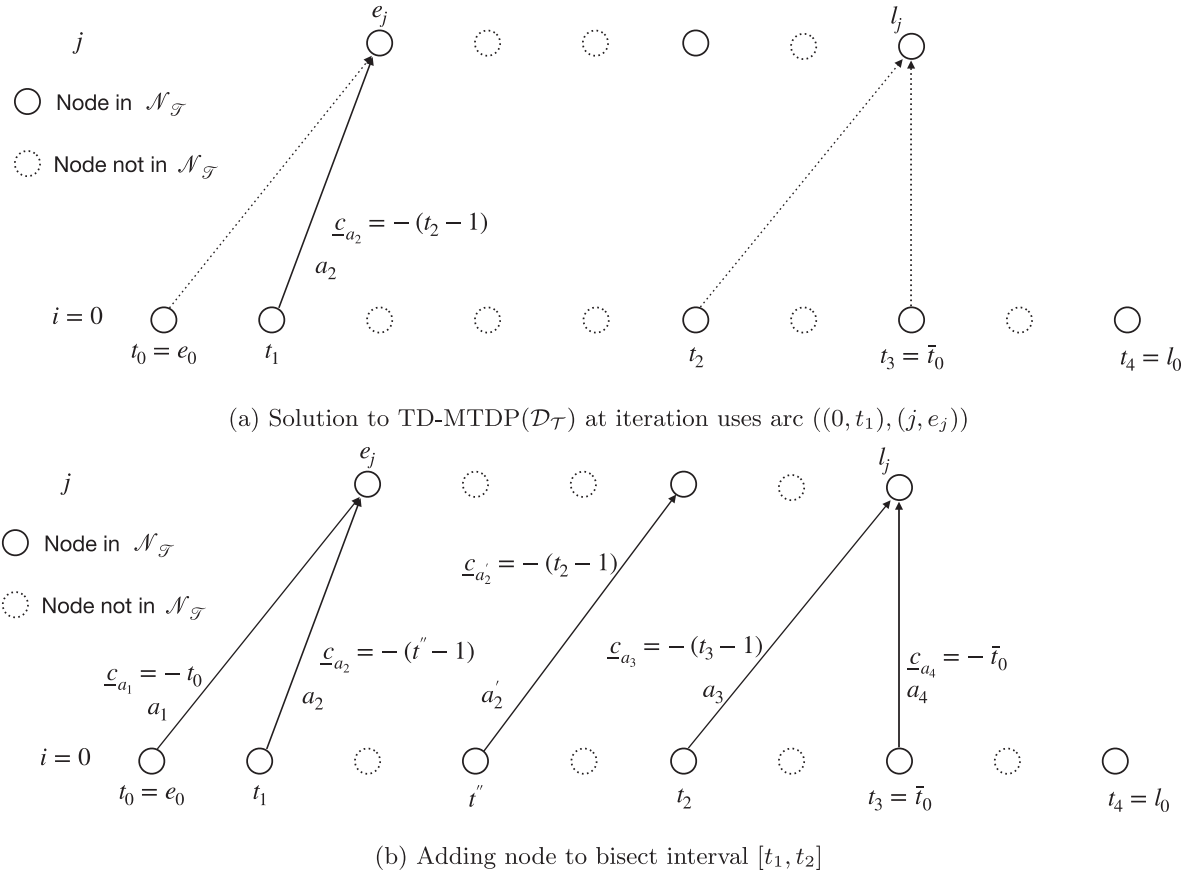 e_j
l_j
j
Node in 𝒩_𝒯
Node not in 𝒩_𝒯
c̲_{a_2} = − (t_2 − 1)
a_2
i = 0
t_0 = e_0
t_1
t_2
t_3 = t̄_0
t_4 = l_0
(a) Solution to TD-MTDP(𝒟_𝒯) at iteration uses arc ((0, t_1), (j, e_j))
e_j
l_j
j
Node in 𝒩_𝒯
Node not in 𝒩_𝒯
c̲_{a_2'} = − (t_2 − 1)
c̲_{a_1} = − t_0
c̲_{a_2} = − (t'' − 1)
c̲_{a_3} = − (t_3 − 1)
c̲_{a_4} = − t̄_0
a_1
a_2
a_2'
a_3
a_4
i = 0
t_0 = e_0
t_1
t''
t_2
t_3 = t̄_0
t_4 = l_0
(b) Adding node to bisect interval [t_1, t_2]